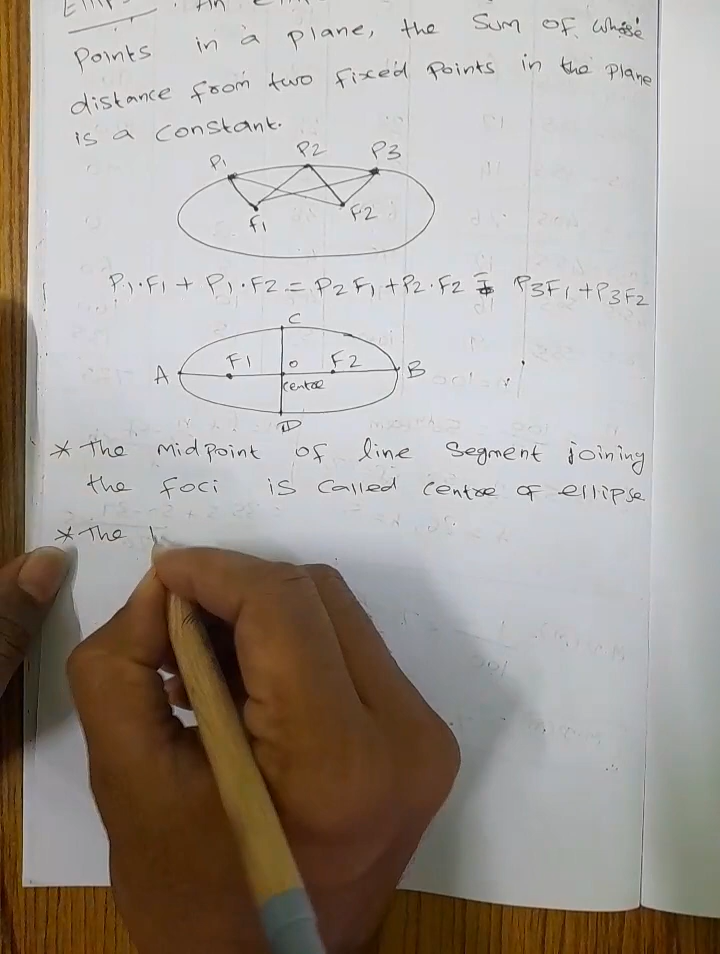 Points in a plane, the sum of whose
distance from two fixed points in the plane
is a constant.
P1 P2 P3
F1 F2
P1.F1 + P1.F2 = P2F1 + P2.F2 = P3F1 + P3F2
C
A F1 O F2 B
Centre
D
* The midpoint of line segment joining
the foci is called centre of ellipse
* The